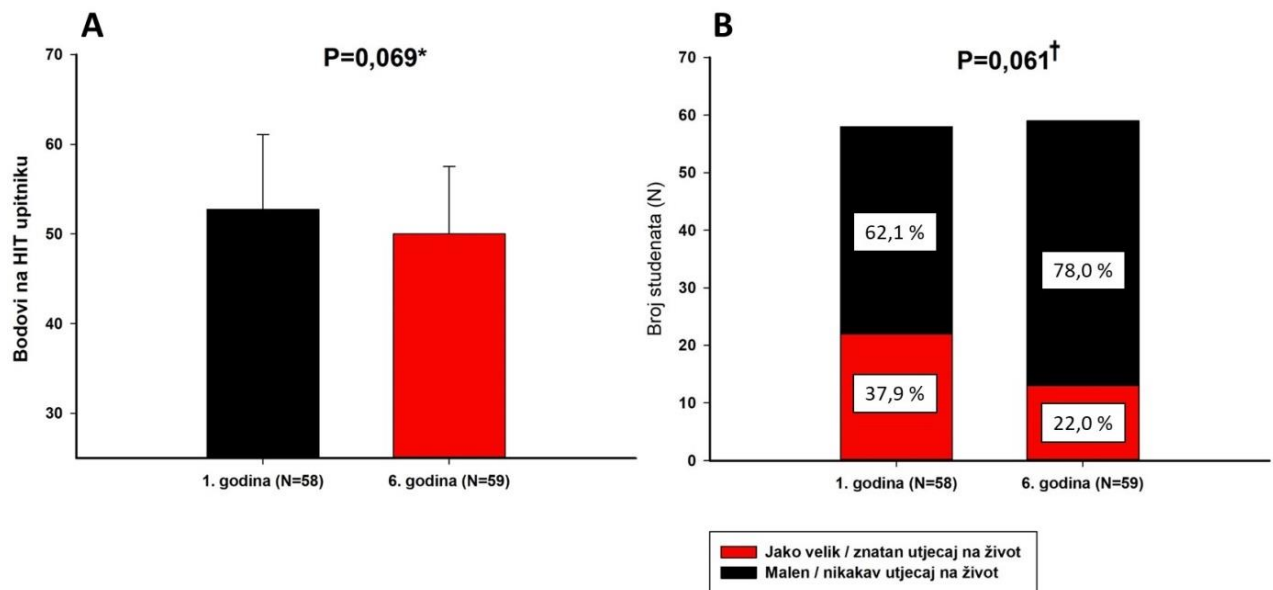 A
P=0,069*
Bodovi na HIT upitniku
70
60
50
40
30
1. godina (N=58)
6. godina (N=59)
B
P=0,061†
Broj studenata (N)
70
60
50
40
30
20
10
0
62,1 %
37,9 %
78,0 %
22,0 %
1. godina (N=58)
6. godina (N=59)
Jako velik / znatan utjecaj na život
Malen / nikakav utjecaj na život